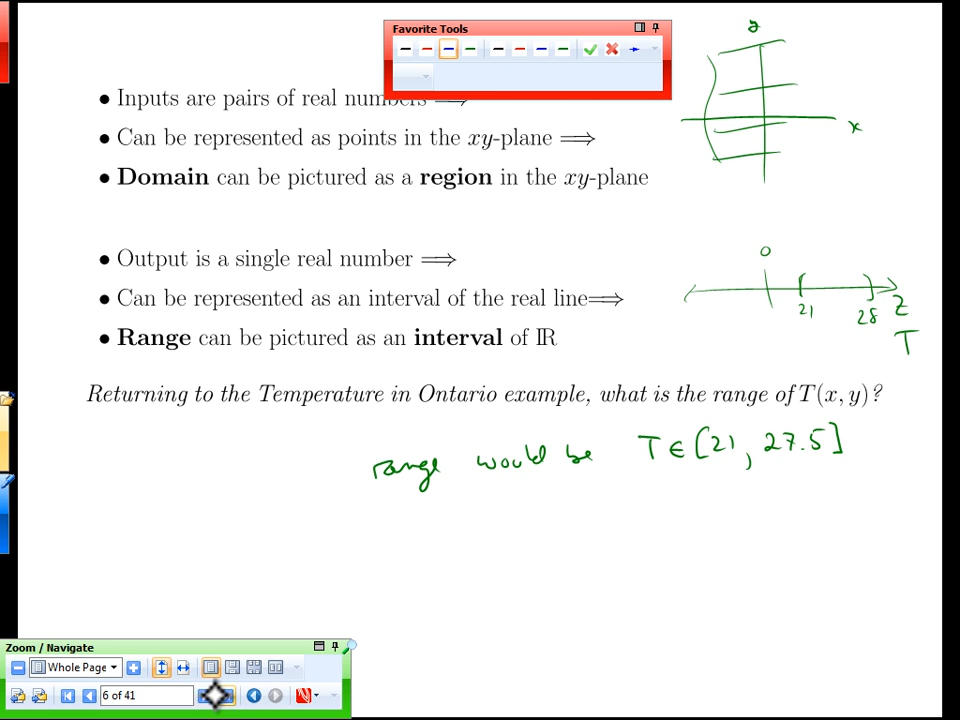 Favorite Tools
• Inputs are pairs of real numbers ⟹
• Can be represented as points in the xy-plane ⟹
• Domain can be pictured as a region in the xy-plane
x
• Output is a single real number ⟹
0
• Can be represented as an interval of the real line⟹
21 28 Z
T
• Range can be pictured as an interval of ℝ
Returning to the Temperature in Ontario example, what is the range of T(x, y)?
range would be T ∈ [21, 27.5]
Zoom / Navigate
Whole Page
6 of 41